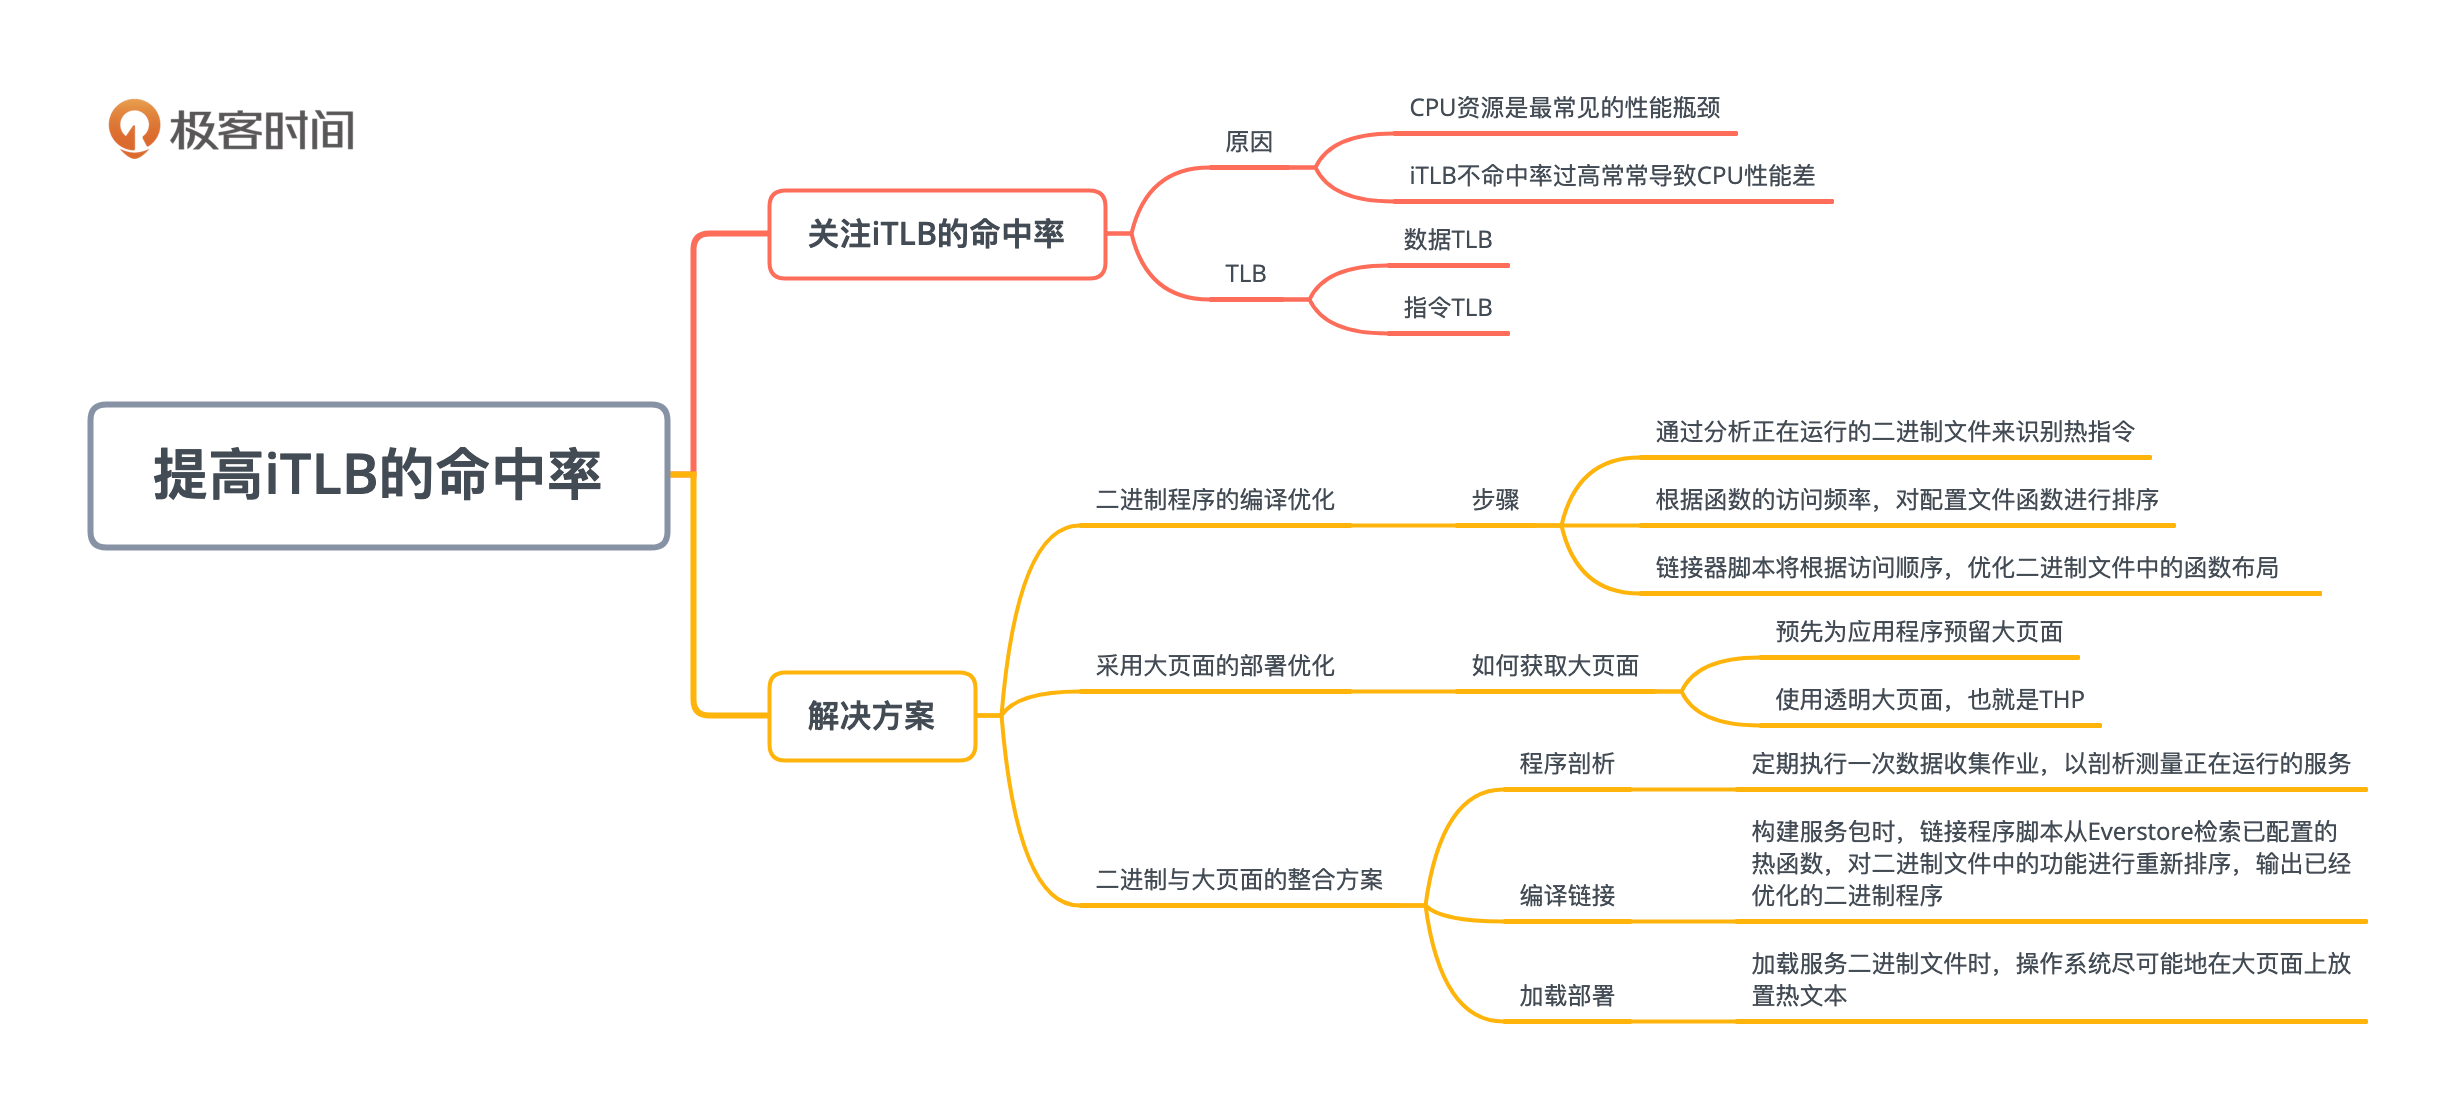 极客时间
提高iTLB的命中率
关注iTLB的命中率
原因
CPU资源是最常见的性能瓶颈
iTLB不命中率过高常常导致CPU性能差
TLB
数据TLB
指令TLB
解决方案
二进制程序的编译优化
步骤
通过分析正在运行的二进制文件来识别热指令
根据函数的访问频率，对配置文件函数进行排序
链接器脚本将根据访问顺序，优化二进制文件中的函数布局
采用大页面的部署优化
如何获取大页面
预先为应用程序预留大页面
使用透明大页面，也就是THP
二进制与大页面的整合方案
程序剖析
定期执行一次数据收集作业，以剖析测量正在运行的服务
编译链接
构建服务包时，链接程序脚本从Everstore检索已配置的
热函数，对二进制文件中的功能进行重新排序，输出已经
优化的二进制程序
加载部署
加载服务二进制文件时，操作系统尽可能地在大页面上放
置热文本